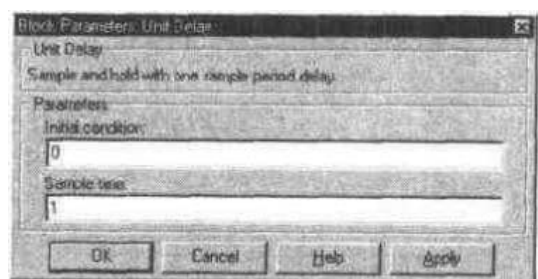 Block Parameters: Unit Delay
Unit Delay
Sample and hold with one sample period delay.
Parameters
Initial condition:
0
Sample time:
1
OK
Cancel
Help
Apply